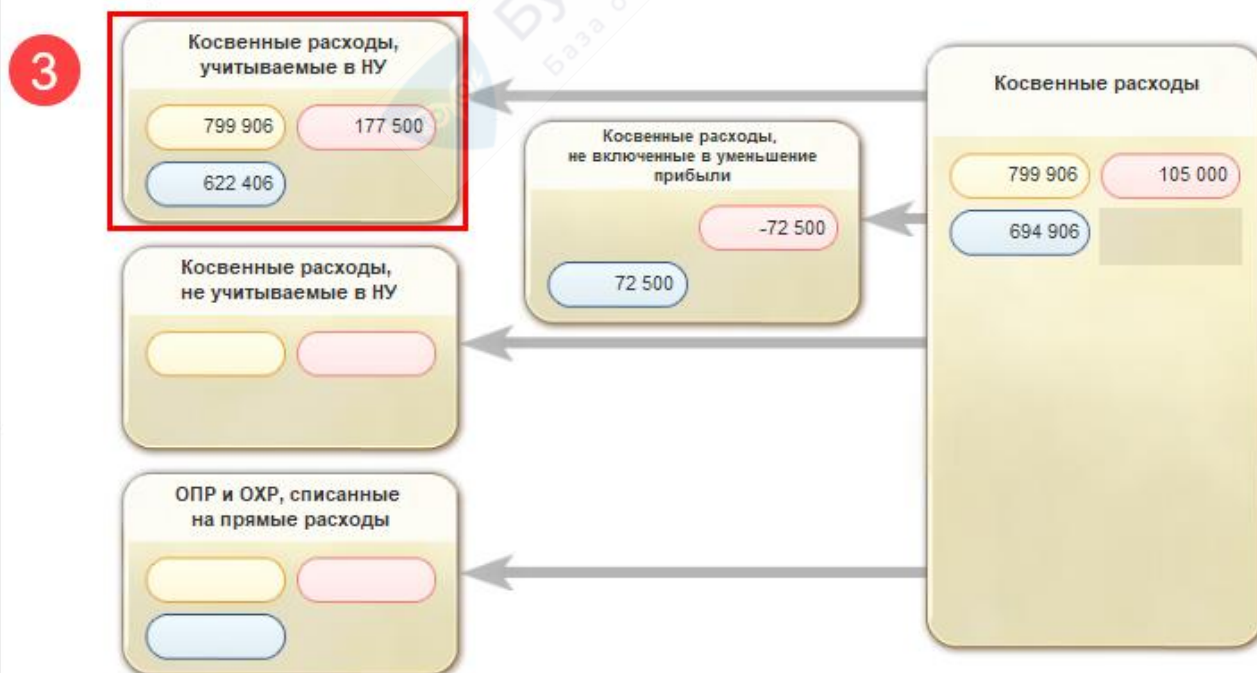 3
Косвенные расходы,
учитываемые в НУ
799 906 177 500
622 406
Косвенные расходы,
не включенные в уменьшение
прибыли
-72 500
72 500
Косвенные расходы
799 906 105 000
694 906
Косвенные расходы,
не учитываемые в НУ
ОПР и ОХР, списанные
на прямые расходы